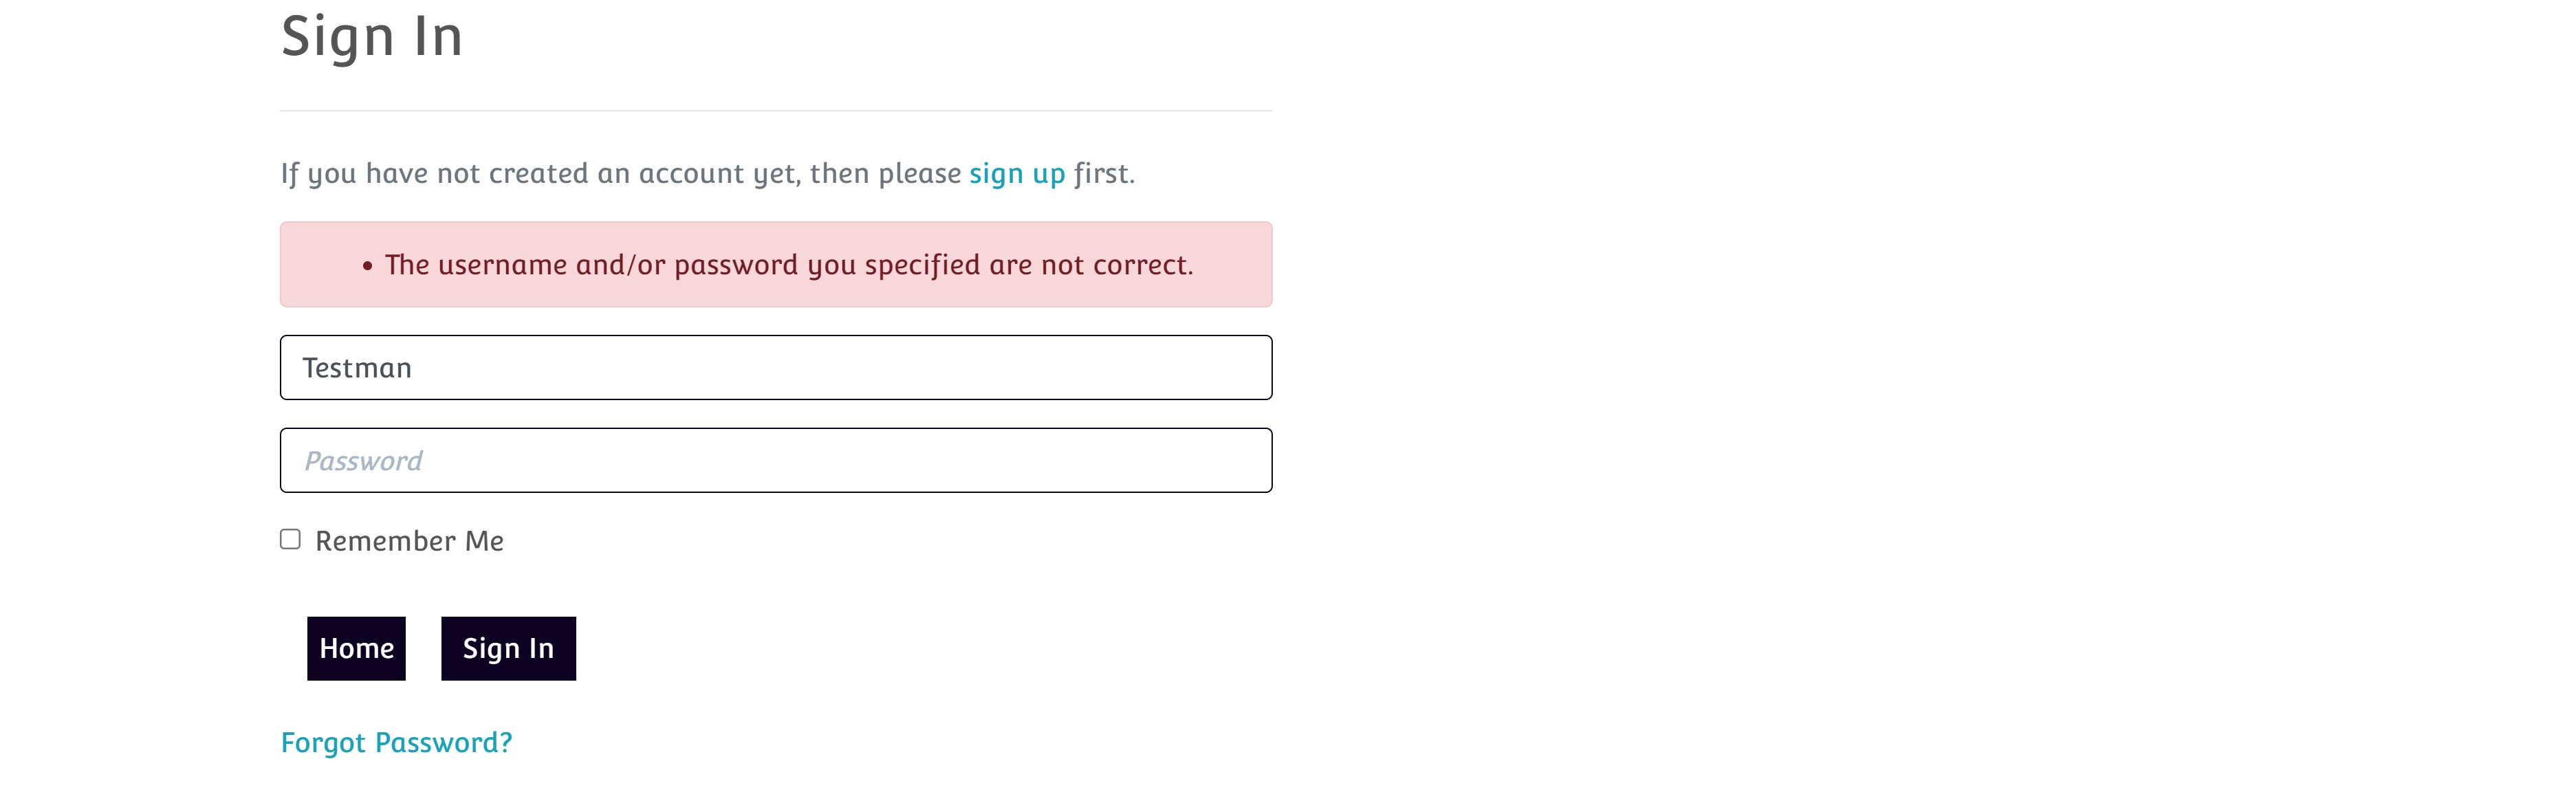 Sign In
If you have not created an account yet, then please sign up first.
• The username and/or password you specified are not correct.
Testman
Password
Remember Me
Home Sign In
Forgot Password?